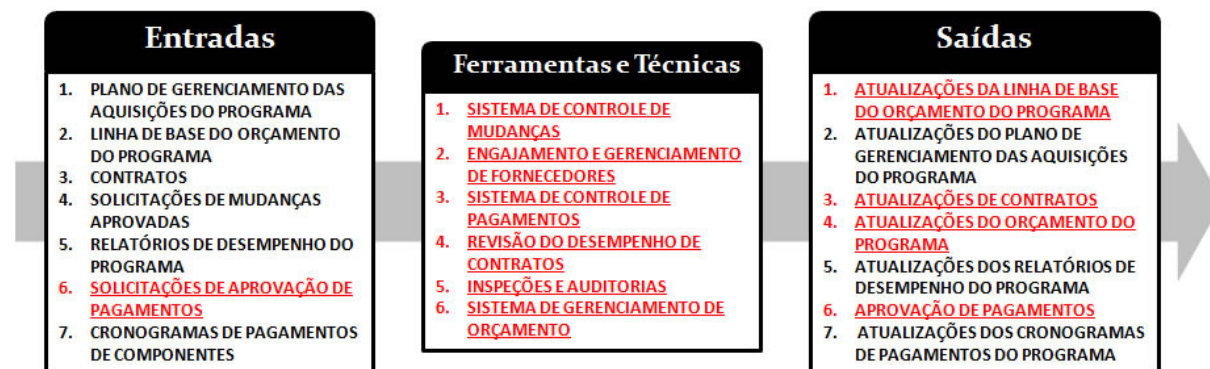 Entradas
1. PLANO DE GERENCIAMENTO DAS
AQUISIÇÕES DO PROGRAMA
2. LINHA DE BASE DO ORÇAMENTO
DO PROGRAMA
3. CONTRATOS
4. SOLICITAÇÕES DE MUDANÇAS
APROVADAS
5. RELATÓRIOS DE DESEMPENHO DO
PROGRAMA
6. SOLICITAÇÕES DE APROVAÇÃO DE
PAGAMENTOS
7. CRONOGRAMAS DE PAGAMENTOS
DE COMPONENTES
Ferramentas e Técnicas
1. SISTEMA DE CONTROLE DE
MUDANÇAS
2. ENGAJAMENTO E GERENCIAMENTO
DE FORNECEDORES
3. SISTEMA DE CONTROLE DE
PAGAMENTOS
4. REVISÃO DO DESEMPENHO DE
CONTRATOS
5. INSPEÇÕES E AUDITORIAS
6. SISTEMA DE GERENCIAMENTO DE
ORÇAMENTO
Saídas
1. ATUALIZAÇÕES DA LINHA DE BASE
DO ORÇAMENTO DO PROGRAMA
2. ATUALIZAÇÕES DO PLANO DE
GERENCIAMENTO DAS AQUISIÇÕES
DO PROGRAMA
3. ATUALIZAÇÕES DE CONTRATOS
4. ATUALIZAÇÕES DO ORÇAMENTO DO
PROGRAMA
5. ATUALIZAÇÕES DOS RELATÓRIOS DE
DESEMPENHO DO PROGRAMA
6. APROVAÇÃO DE PAGAMENTOS
7. ATUALIZAÇÕES DOS CRONOGRAMAS
DE PAGAMENTOS DO PROGRAMA